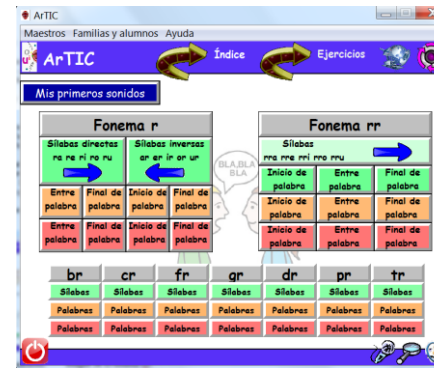 ArTIC
Maestros Familias y alumnos Ayuda
ArTIC
Índice
Ejercicios
Mis primeros sonidos
Fonema r
Sílabas directas
ra re ri ro ru
Sílabas inversas
ar er ir or ur
Entre palabra
Final de palabra
Inicio de palabra
Final de palabra
Entre palabra
Final de palabra
Inicio de palabra
Final de palabra
Fonema rr
Sílabas
rra rre rri rro rru
Inicio de palabra
Entre palabra
Final de palabra
Inicio de palabra
Entre palabra
Final de palabra
Inicio de palabra
Entre palabra
Final de palabra
BLA,BLA
BLA
br cr fr gr dr pr tr
Sílabas Sílabas Sílabas Sílabas Sílabas Sílabas Sílabas
Palabras Palabras Palabras Palabras Palabras Palabras Palabras
Palabras Palabras Palabras Palabras Palabras Palabras Palabras